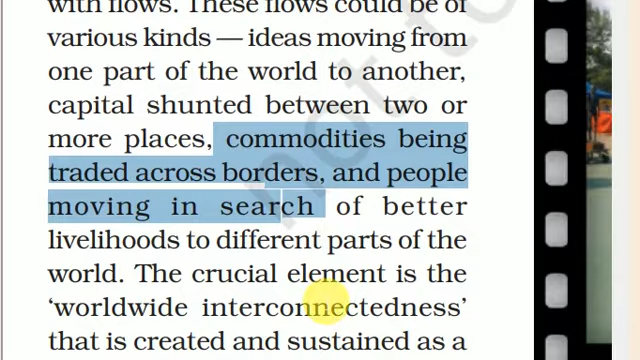 with flows. These flows could be of
various kinds — ideas moving from
one part of the world to another,
capital shunted between two or
more places, commodities being
traded across borders, and people
moving in search of better
livelihoods to different parts of the
world. The crucial element is the
‘worldwide interconnectedness’
that is created and sustained as a
not to